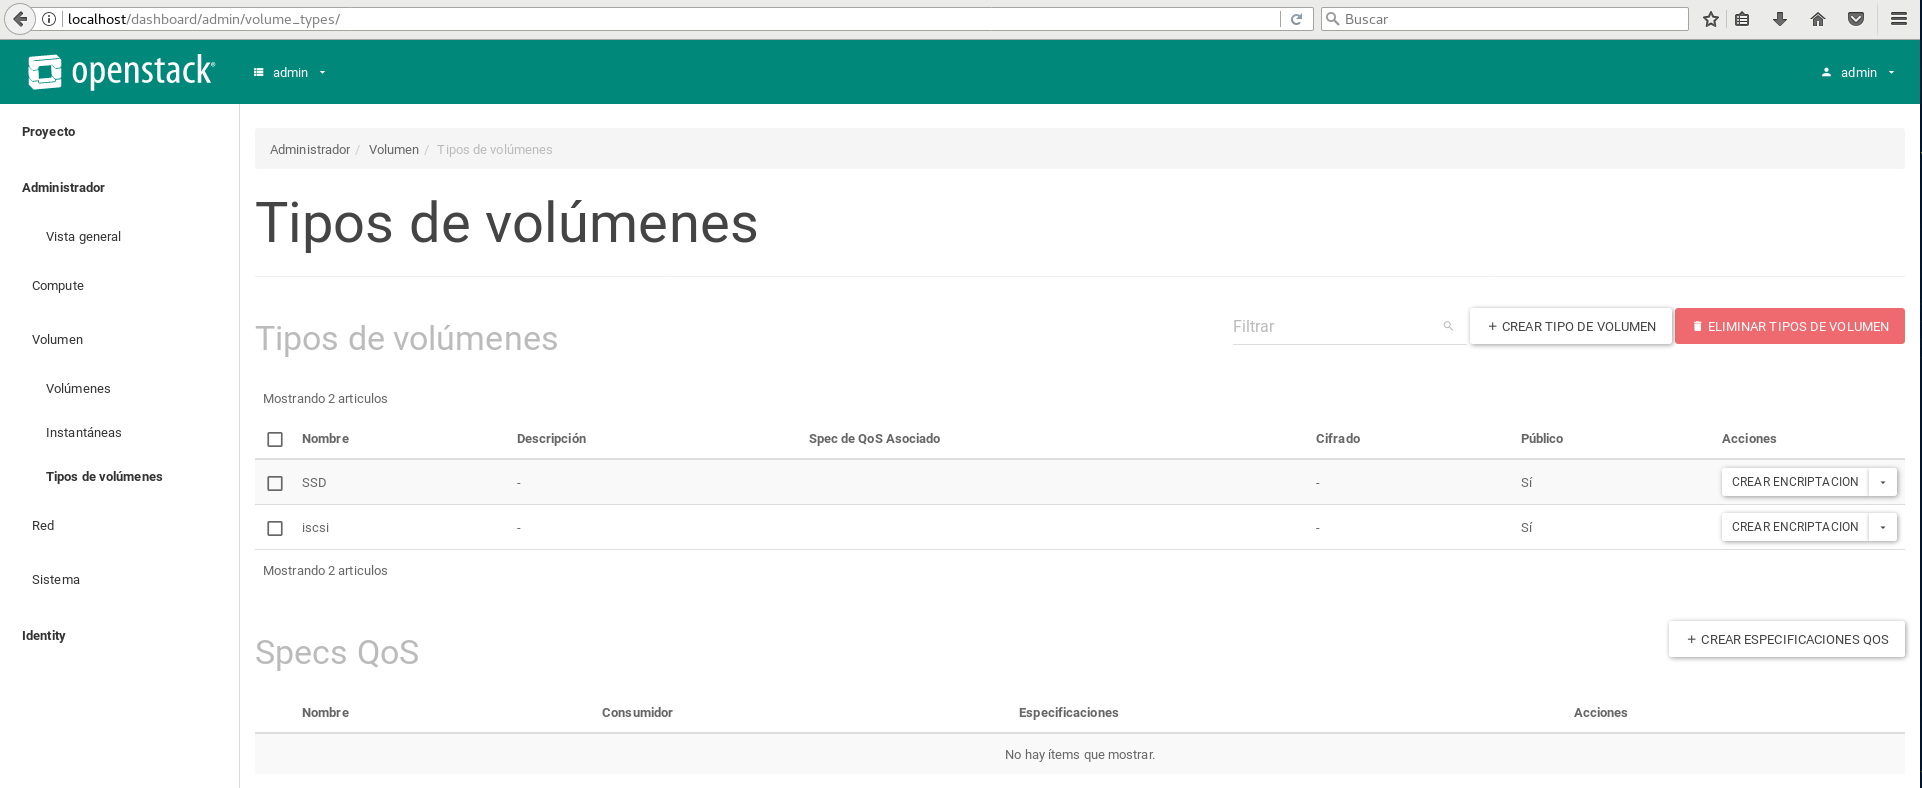 localhost/dashboard/admin/volume_types/
Buscar
openstack®
admin
admin
Proyecto
Administrador
Vista general
Compute
Volumen
Volúmenes
Instantáneas
Tipos de volúmenes
Red
Sistema
Identity
Administrador / Volumen / Tipos de volúmenes
Tipos de volúmenes
Tipos de volúmenes
Filtrar
+ CREAR TIPO DE VOLUMEN
ELIMINAR TIPOS DE VOLUMEN
Mostrando 2 articulos
Nombre Descripción Spec de QoS Asociado Cifrado Público Acciones
SSD - - Sí CREAR ENCRIPTACION
iscsi - - Sí CREAR ENCRIPTACION
Mostrando 2 articulos
Specs QoS
+ CREAR ESPECIFICACIONES QOS
Nombre Consumidor Especificaciones Acciones
No hay ítems que mostrar.